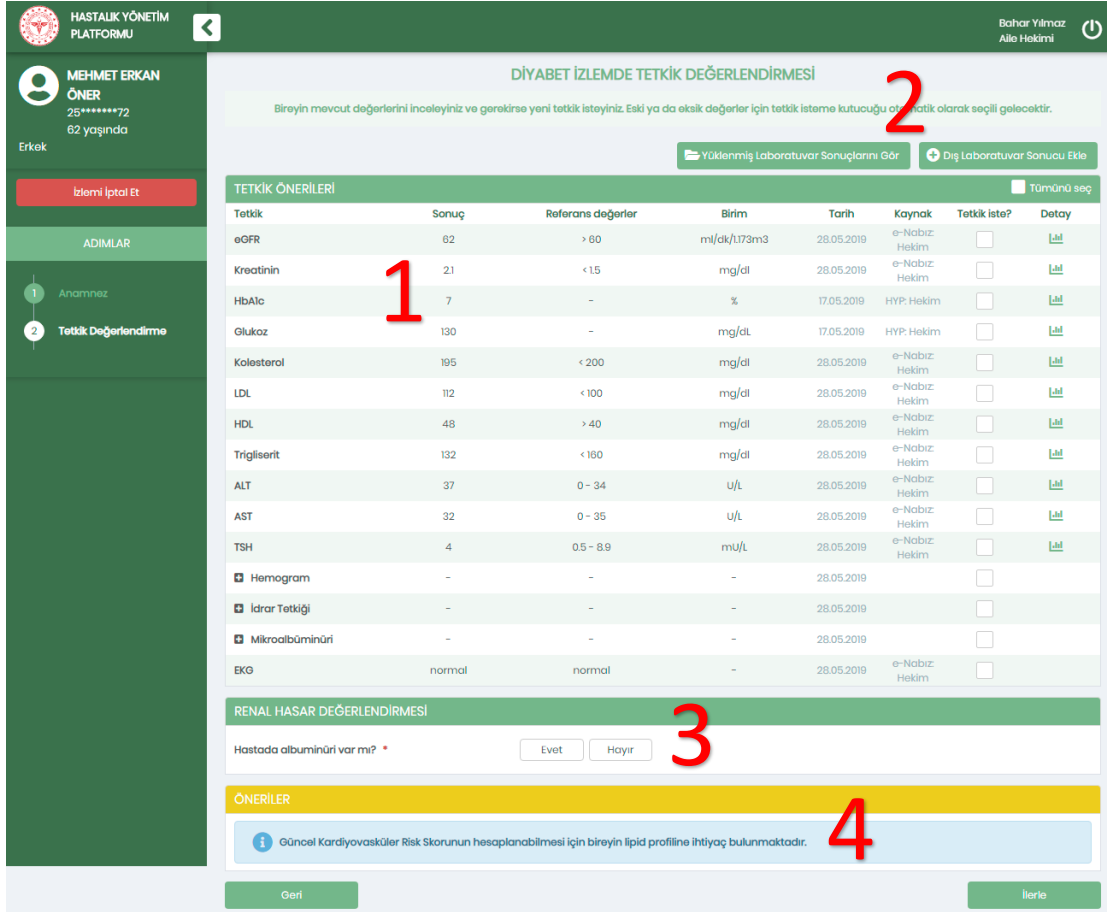 HASTALIK YÖNETİM
PLATFORMU
Bahar Yılmaz
Aile Hekimi
MEHMET ERKAN
ÖNER
25*******72
62 yaşında
Erkek
İzlemi İptal Et
ADIMLAR
1 Anamnez
2 Tetkik Değerlendirme
DİYABET İZLEMDE TETKİK DEĞERLENDİRMESİ
2
Bireyin mevcut değerlerini inceleyiniz ve gerekirse yeni tetkik isteyiniz. Eski ya da eksik değerler için tetkik isteme kutucuğu otomatik olarak seçili gelecektir.
Yüklenmiş Laboratuvar Sonuçlarını Gör
Dış Laboratuvar Sonucu Ekle
TETKİK ÖNERİLERİ Tümünü seç
Tetkik Sonuç Referans değerler Birim Tarih Kaynak Tetkik iste? Detay
eGFR 62 > 60 ml/dk/1.173m3 28.05.2019 e-Nabız: Hekim
Kreatinin 2.1 < 1.5 mg/dl 28.05.2019 e-Nabız: Hekim
1
HbA1c 7 - % 17.05.2019 HYP: Hekim
Glukoz 130 - mg/dL 17.05.2019 HYP: Hekim
Kolesterol 195 < 200 mg/dl 28.05.2019 e-Nabız: Hekim
LDL 112 < 100 mg/dl 28.05.2019 e-Nabız: Hekim
HDL 48 > 40 mg/dl 28.05.2019 e-Nabız: Hekim
Trigliserit 132 < 160 mg/dl 28.05.2019 e-Nabız: Hekim
ALT 37 0 - 34 U/L 28.05.2019 e-Nabız: Hekim
AST 32 0 - 35 U/L 28.05.2019 e-Nabız: Hekim
TSH 4 0.5 - 8.9 mU/L 28.05.2019 e-Nabız: Hekim
Hemogram - - - 28.05.2019
İdrar Tetkiği - - - 28.05.2019
Mikroalbüminüri - - - 28.05.2019
EKG normal normal - 28.05.2019 e-Nabız: Hekim
RENAL HASAR DEĞERLENDİRMESİ
3
Hastada albuminüri var mı? * Evet Hayır
ÖNERİLER
4
Güncel Kardiyovasküler Risk Skorunun hesaplanabilmesi için bireyin lipid profiline ihtiyaç bulunmaktadır.
Geri İlerle